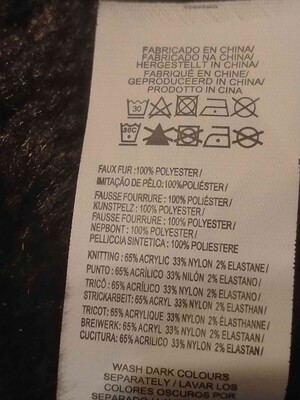 FABRICADO EN CHINA/
FABRICADO NA CHINA/
HERGESTELLT IN CHINA/
FABRIQUÉ EN CHINE/
GEPRODUCEERD IN CHINA/
PRODOTTO IN CINA
30
30C
FAUX FUR :100% POLYESTER /
IMITAÇÃO DE PÊLO:100%POLIÉSTER /
FAUSSE FOURRURE : 100% POLYESTER /
KUNSTPELZ : 100% POLYESTER /
FAUSSE FOURRURE : 100% POLYESTER /
NEPBONT : 100% POLYESTER /
PELLICCIA SINTETICA : 100% POLIESTERE
KNITTING : 65% ACRYLIC 33% NYLON 2% ELASTANE /
PUNTO : 65% ACRÍLICO 33% NILÓN 2% ELASTANO /
TRICÔ : 65% ACRÍLICO 33% NYLON 2% ELASTANO /
STRICKARBEIT : 65% ACRYL 33% NYLON 2% ELASTHAN /
TRICOT : 65% ACRYLIQUE 33% NYLON 2% ÉLASTHANNE /
BREIWERK : 65% ACRYL 33% NYLON 2% ELASTAAN /
CUCITURA : 65% ACRILICO 33% NYLON 2% ELASTAN /
WASH DARK COLOURS
SEPARATELY / LAVAR LOS
COLORES OSCUROS POR